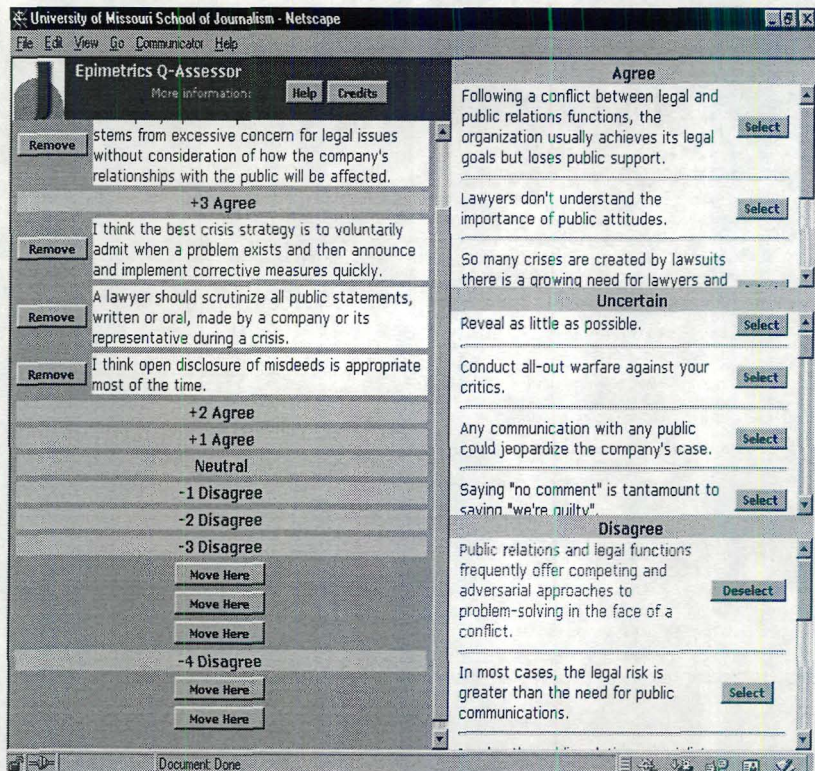 University of Missouri School of Journalism - Netscape
File Edit View Go Communicator Help
Epimetrics Q-Assessor
More information: Help Credits
Remove
stems from excessive concern for legal issues
without consideration of how the company's
relationships with the public will be affected.
+3 Agree
Remove
I think the best crisis strategy is to voluntarily
admit when a problem exists and then announce
and implement corrective measures quickly.
Remove
A lawyer should scrutinize all public statements,
written or oral, made by a company or its
representative during a crisis.
Remove
I think open disclosure of misdeeds is appropriate
most of the time.
+2 Agree
+1 Agree
Neutral
-1 Disagree
-2 Disagree
-3 Disagree
Move Here
Move Here
Move Here
-4 Disagree
Move Here
Move Here
Agree
Following a conflict between legal and
public relations functions, the
organization usually achieves its legal
goals but loses public support.
Select
Lawyers don't understand the
importance of public attitudes.
Select
So many crises are created by lawsuits
there is a growing need for lawyers and
Uncertain
Reveal as little as possible.
Select
Conduct all-out warfare against your
critics.
Select
Any communication with any public
could jeopardize the company's case.
Select
Saying "no comment" is tantamount to
saying "we're guilty".
Select
Disagree
Public relations and legal functions
frequently offer competing and
adversarial approaches to
problem-solving in the face of a
conflict.
Deselect
In most cases, the legal risk is
greater than the need for public
communications.
Select
Document: Done